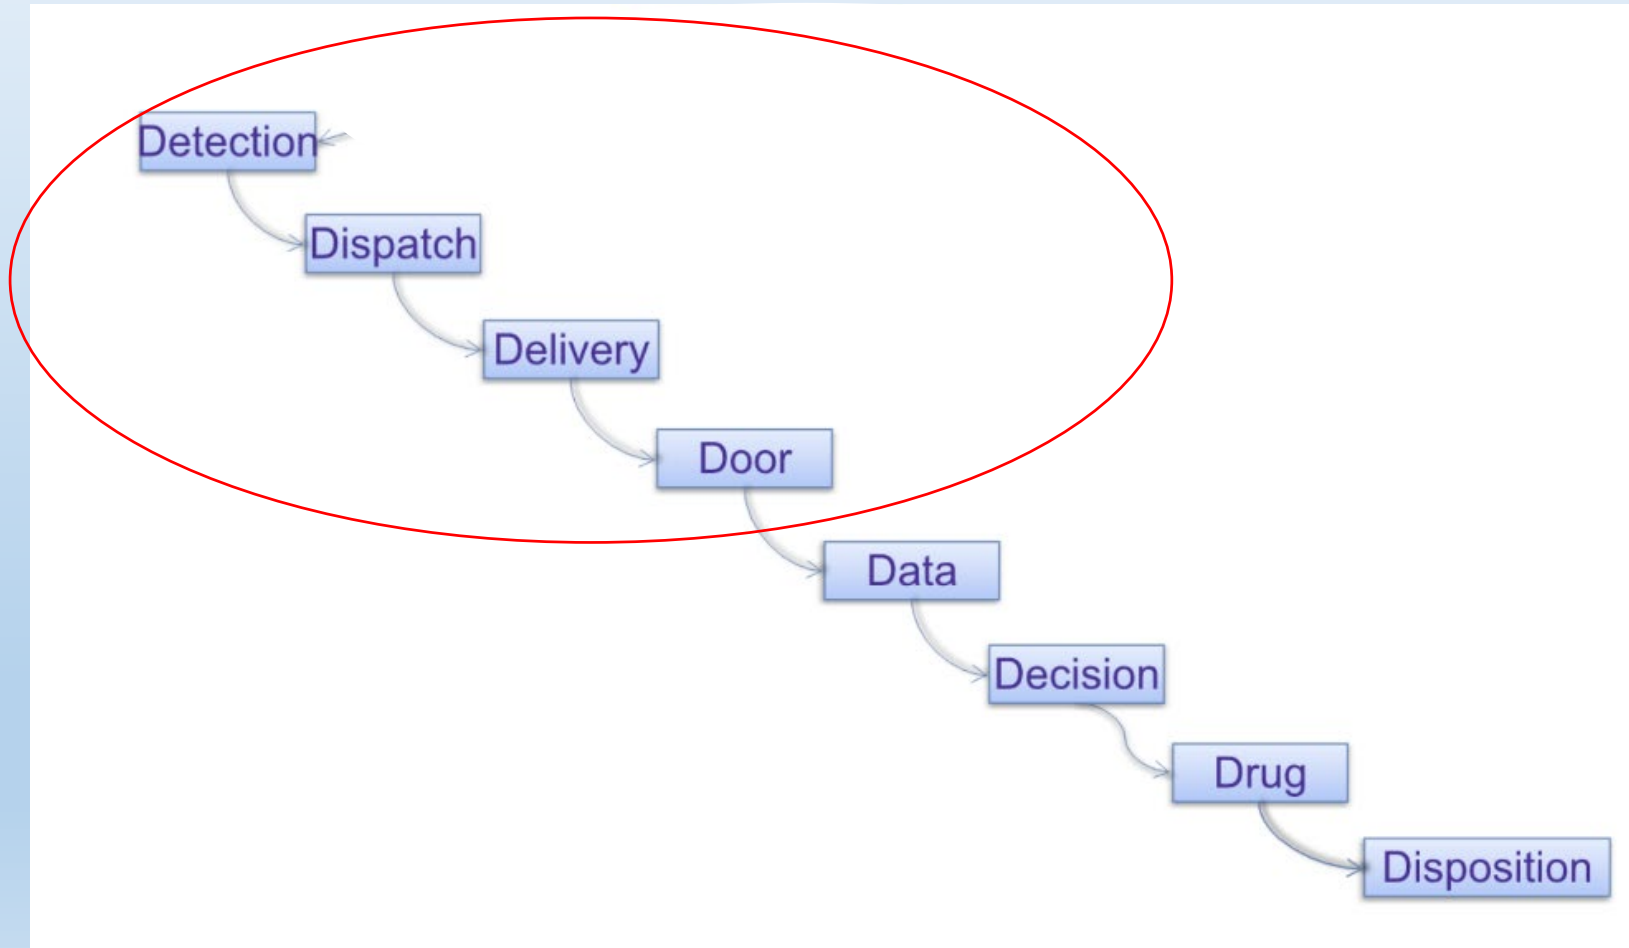 Detection
Dispatch
Delivery
Door
Data
Decision
Drug
Disposition